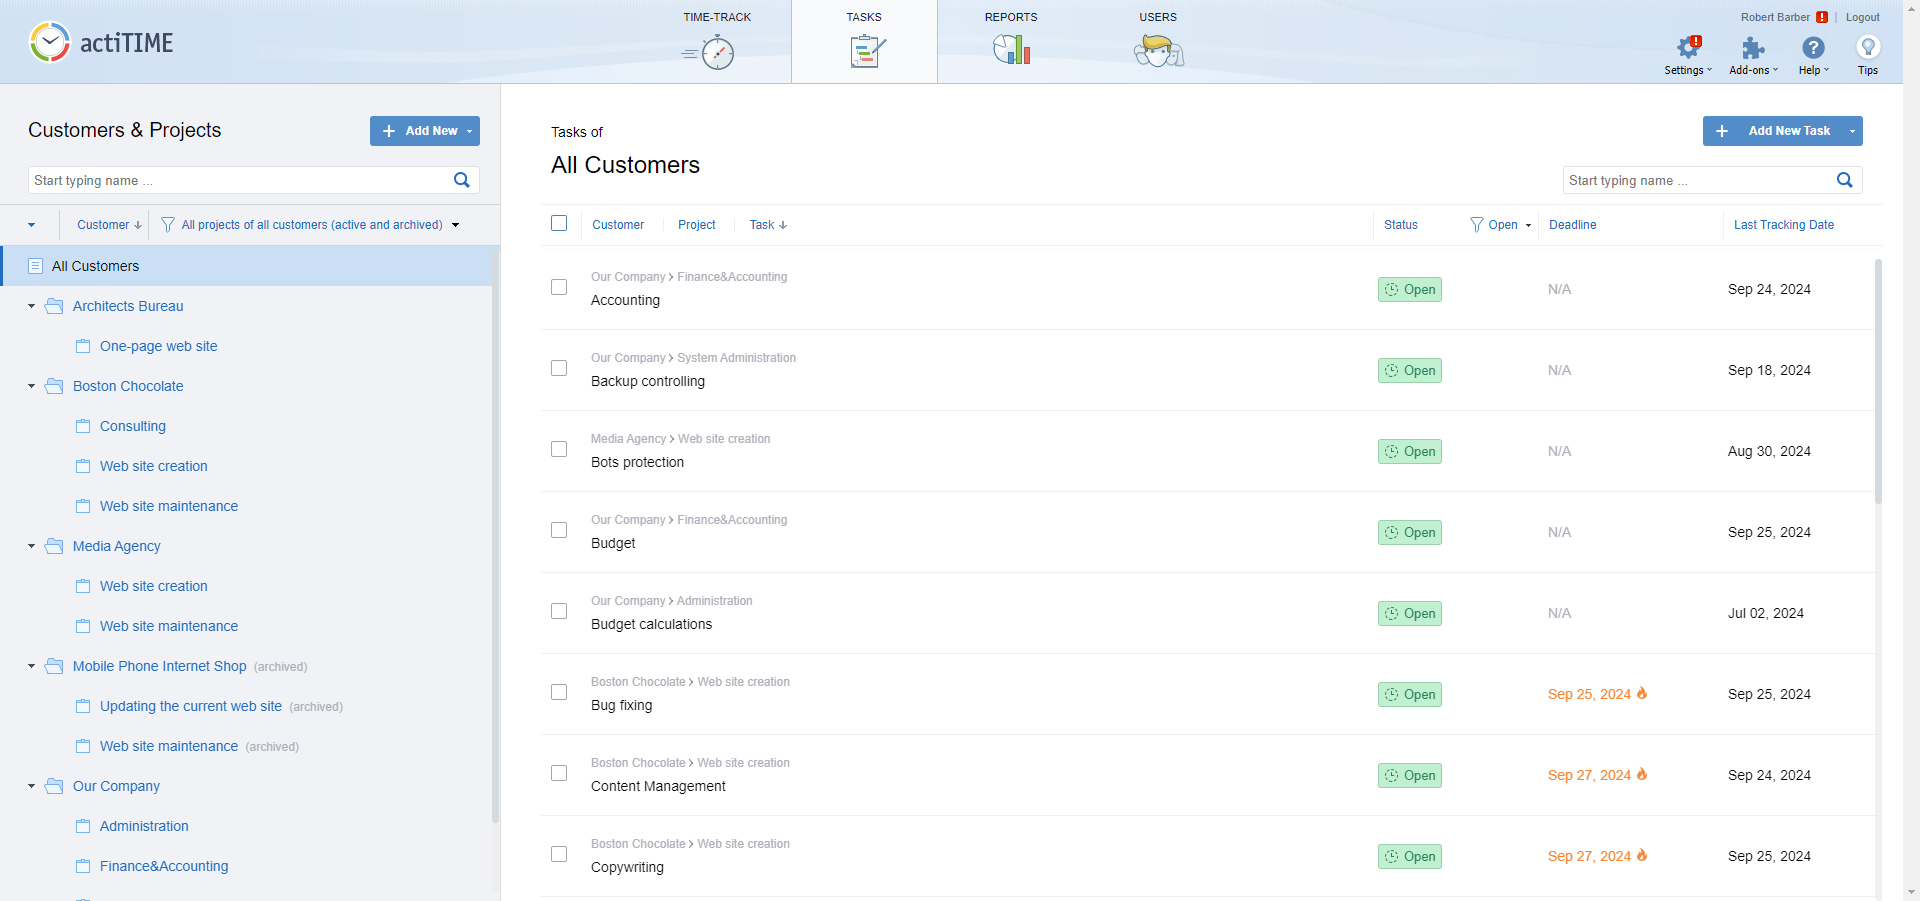 actiTIME
TIME-TRACK
TASKS
REPORTS
USERS
Robert Barber ! | Logout
Settings
Add-ons
Help
Tips
Customers & Projects
+ Add New
Start typing name ...
Customer ↓
All projects of all customers (active and archived)
All Customers
Architects Bureau
One-page web site
Boston Chocolate
Consulting
Web site creation
Web site maintenance
Media Agency
Web site creation
Web site maintenance
Mobile Phone Internet Shop (archived)
Updating the current web site (archived)
Web site maintenance (archived)
Our Company
Administration
Finance&Accounting
Tasks of
All Customers
+ Add New Task
Start typing name ...
Customer Project Task ↓ Status Open Deadline Last Tracking Date
Our Company > Finance&Accounting
Accounting Open N/A Sep 24, 2024
Our Company > System Administration
Backup controlling Open N/A Sep 18, 2024
Media Agency > Web site creation
Bots protection Open N/A Aug 30, 2024
Our Company > Finance&Accounting
Budget Open N/A Sep 25, 2024
Our Company > Administration
Budget calculations Open N/A Jul 02, 2024
Boston Chocolate > Web site creation
Bug fixing Open Sep 25, 2024 Sep 25, 2024
Boston Chocolate > Web site creation
Content Management Open Sep 27, 2024 Sep 24, 2024
Boston Chocolate > Web site creation
Copywriting Open Sep 27, 2024 Sep 25, 2024